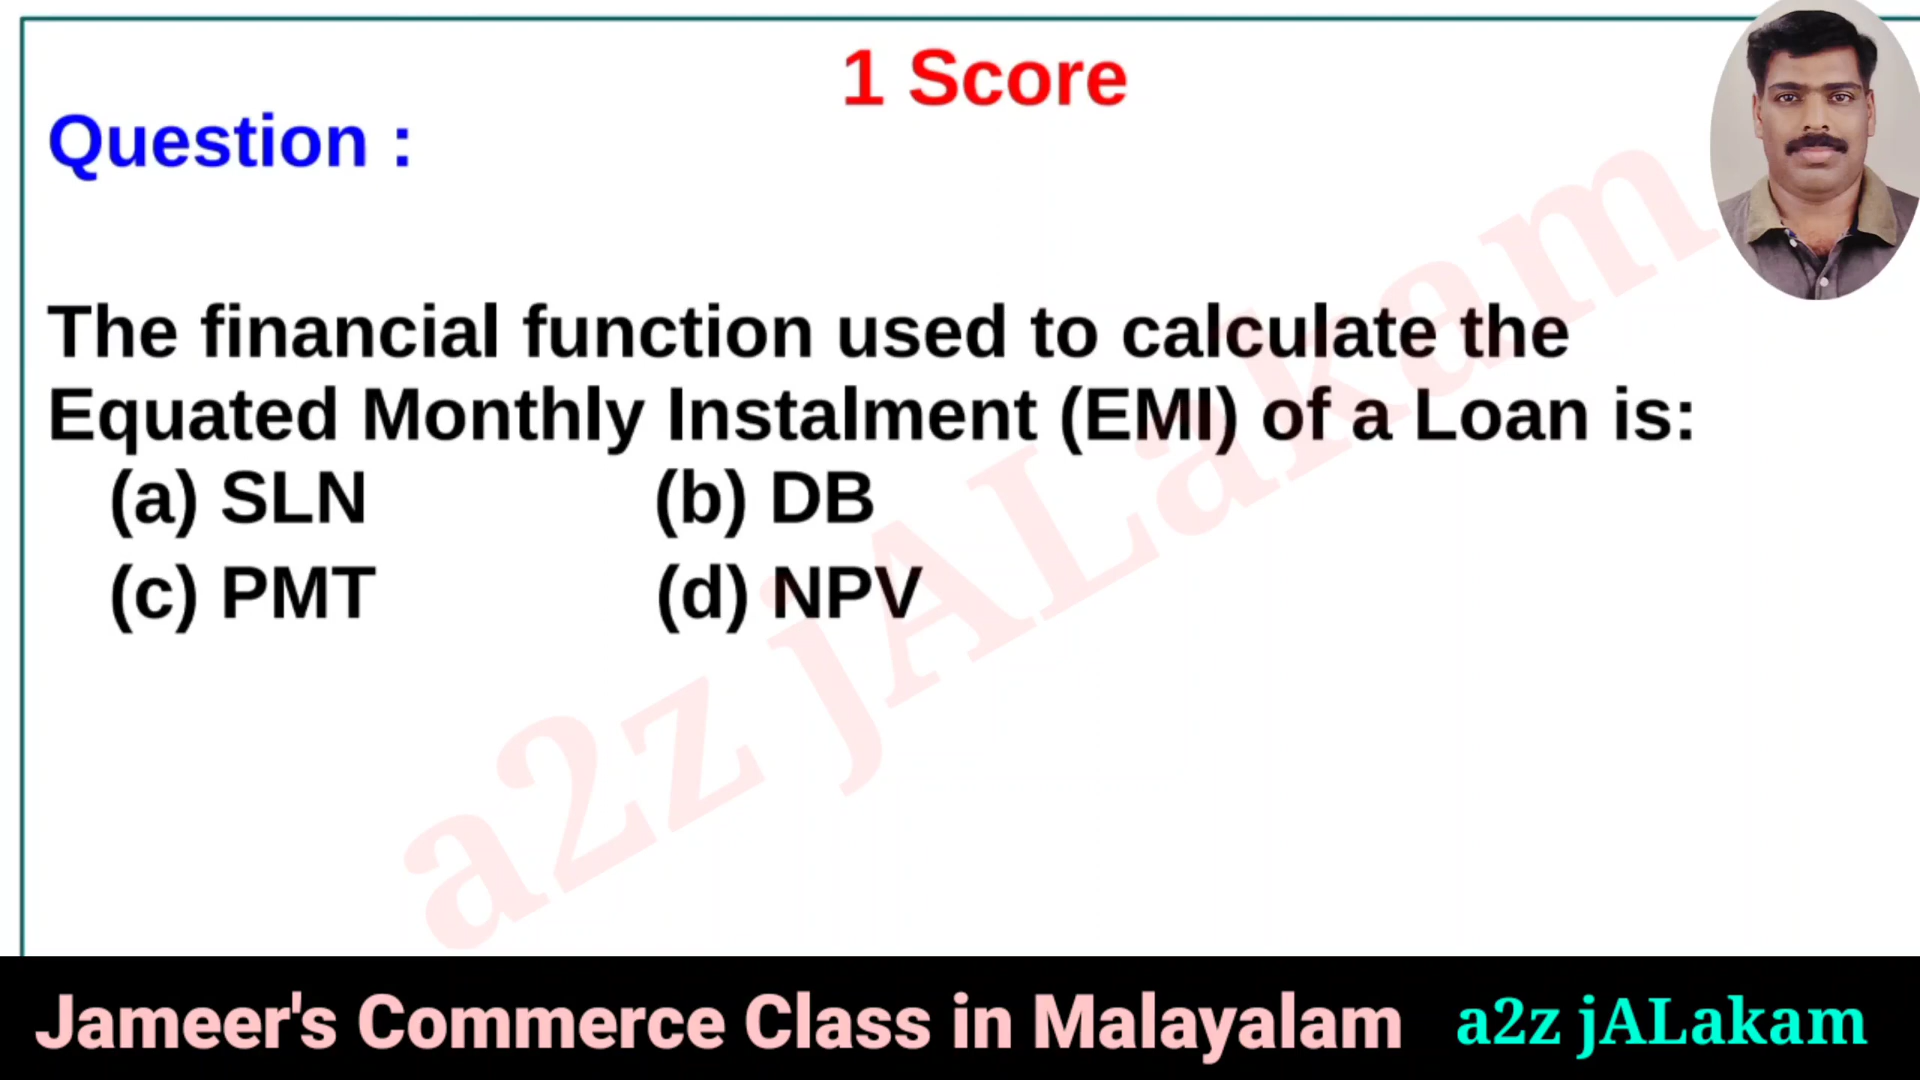 1 Score
Question :
The financial function used to calculate the
Equated Monthly Instalment (EMI) of a Loan is:
(a) SLN (b) DB
(c) PMT (d) NPV
a2z jALakam
Jameer's Commerce Class in Malayalam a2z jALakam